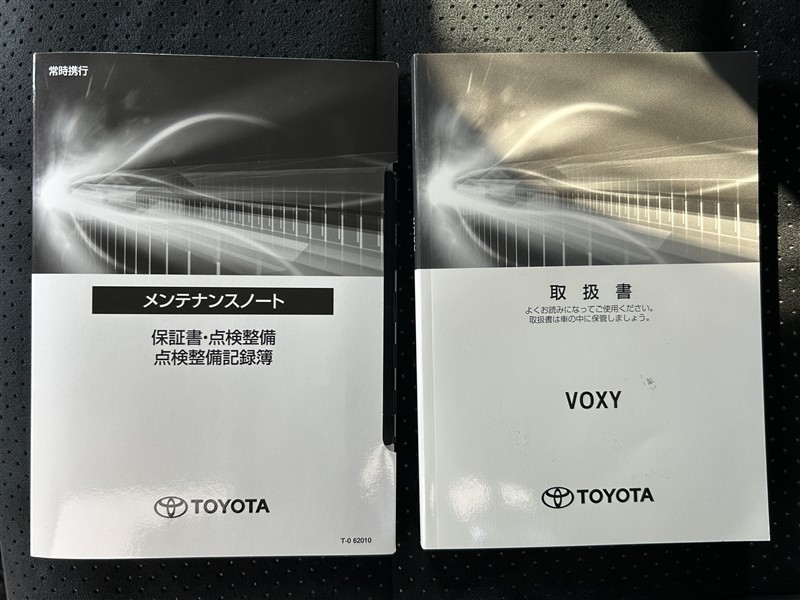 常時携行
メンテナンスノート
保証書・点検整備
点検整備記録簿
TOYOTA
T-0 62010
取扱書
よくお読みになってご使用ください。
取扱書は車の中に保管しましょう。
VOXY
TOYOTA